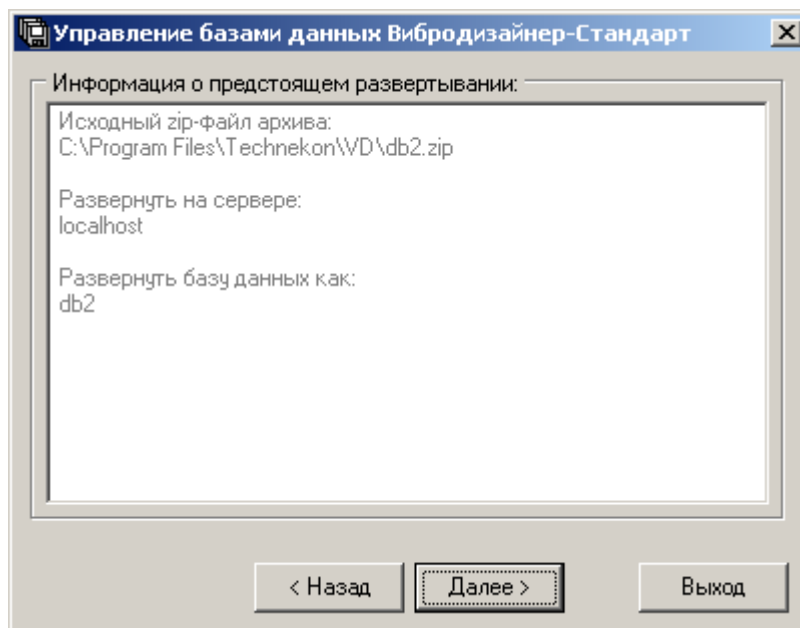 Управление базами данных Вибродизайнер-Стандарт
Информация о предстоящем развертывании:
Исходный zip-файл архива:
C:\Program Files\Technekon\VD\db2.zip
Развернуть на сервере:
localhost
Развернуть базу данных как:
db2
< Назад
Далее >
Выход